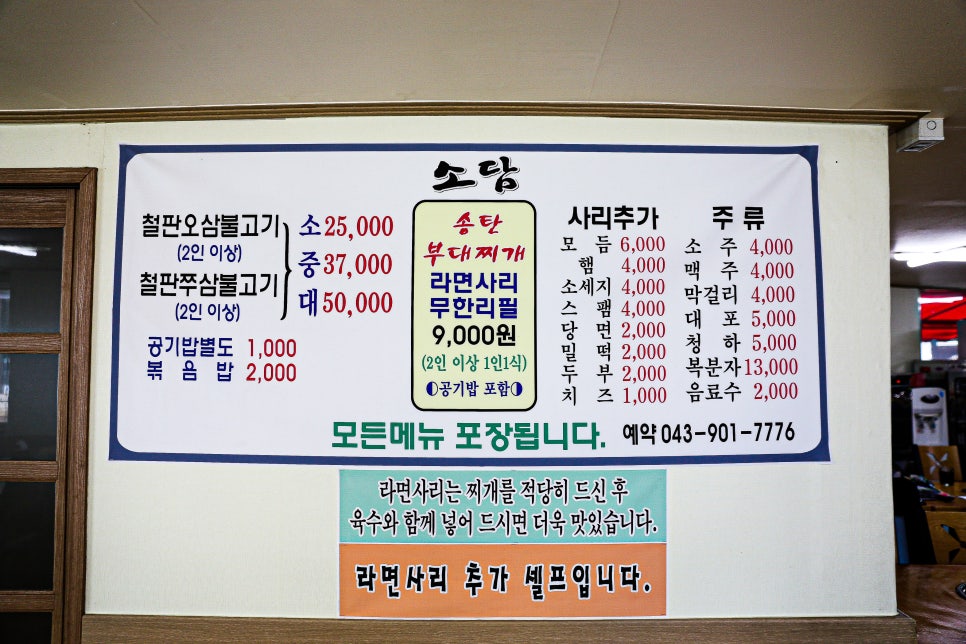 소담
철판오삼불고기
(2인 이상)
철판쭈삼불고기
(2인 이상)
소 25,000
중 37,000
대 50,000
공기밥별도 1,000
볶음밥 2,000
송탄
부대찌개
라면사리
무한리필
9,000원
(2인 이상 1인1식)
공기밥 포함
사리추가
모듬 6,000
햄 4,000
소세지 4,000
스팸 4,000
당면 2,000
밀떡 2,000
두부 2,000
치즈 1,000
주류
소주 4,000
맥주 4,000
막걸리 4,000
대포 5,000
청하 5,000
복분자 13,000
음료수 2,000
모든메뉴 포장됩니다.
예약 043-901-7776
라면사리는 찌개를 적당히 드신 후
육수와 함께 넣어 드시면 더욱 맛있습니다.
라면사리 추가 셀프입니다.